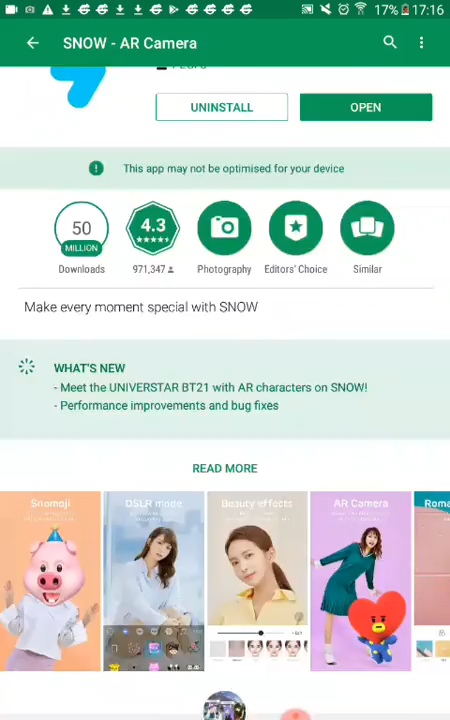 17% 17:16
SNOW - AR Camera
UNINSTALL
OPEN
This app may not be optimised for your device
50
MILLION
Downloads
4.3
971,347
Photography
Editors' Choice
Similar
Make every moment special with SNOW
WHAT'S NEW
- Meet the UNIVERSTAR BT21 with AR characters on SNOW!
- Performance improvements and bug fixes
READ MORE
Snomoji
DSLR mode
Beauty effects
AR Camera
Roma